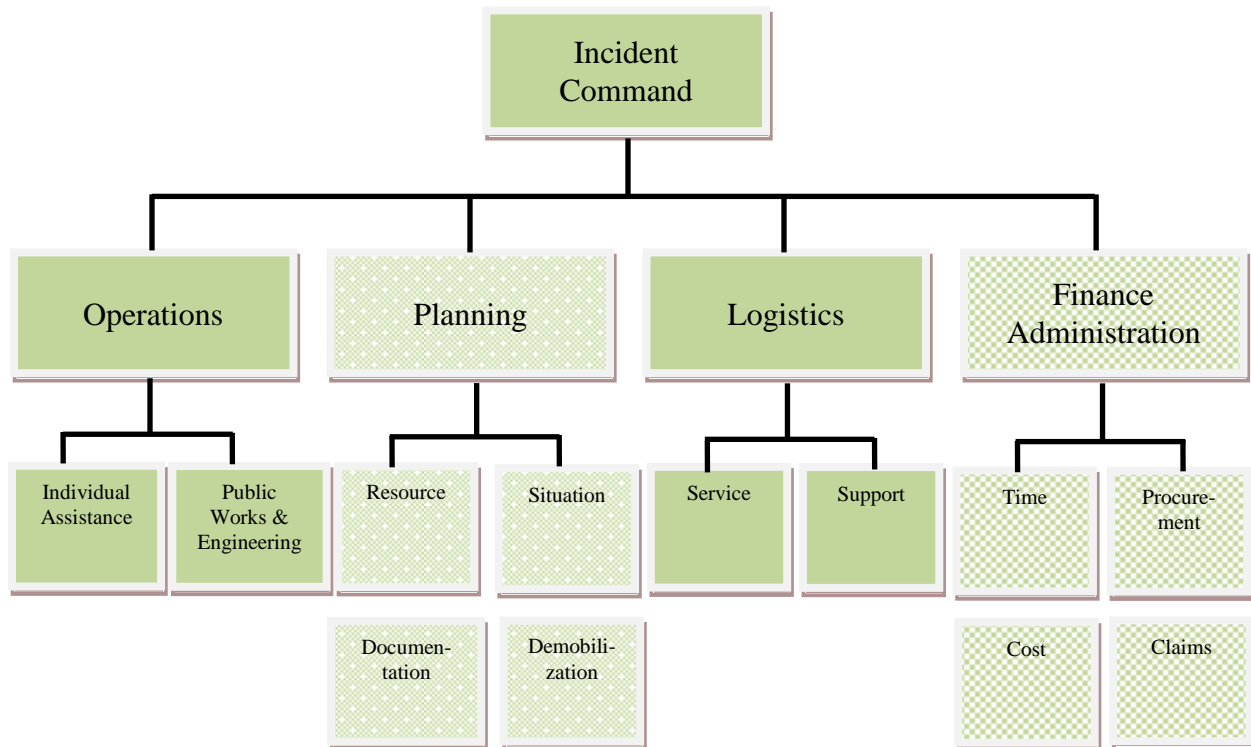 Incident
Command
Operations
Planning
Logistics
Finance
Administration
Individual
Assistance
Public
Works &
Engineering
Resource
Situation
Service
Support
Time
Procure-
ment
Documen-
tation
Demobili-
zation
Cost
Claims